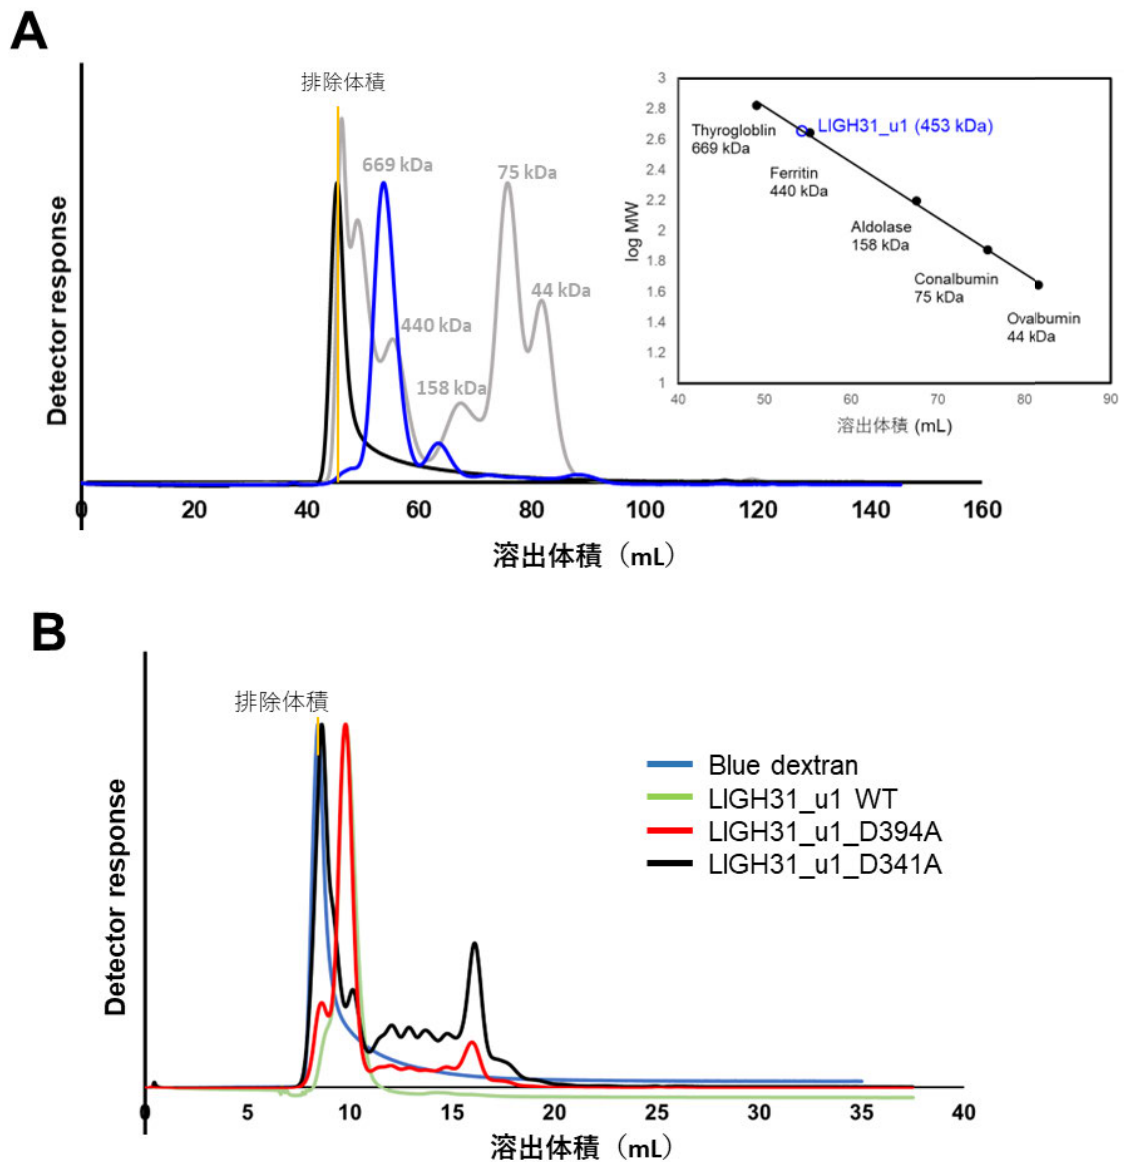 A
排除体積
669 kDa
440 kDa
158 kDa
75 kDa
44 kDa
Detector response
0 20 40 60 80 100 120 140 160
溶出体積（mL）
3
2.8
2.6
2.4
2.2
2
1.8
1.6
1.4
1.2
1
log MW
Thyrogloblin
669 kDa
LlGH31_u1 (453 kDa)
Ferritin
440 kDa
Aldolase
158 kDa
Conalbumin
75 kDa
Ovalbumin
44 kDa
40 50 60 70 80 90
溶出体積 (mL)
B
排除体積
Detector response
Blue dextran
LlGH31_u1 WT
LlGH31_u1_D394A
LlGH31_u1_D341A
0 5 10 15 20 25 30 35 40
溶出体積（mL）